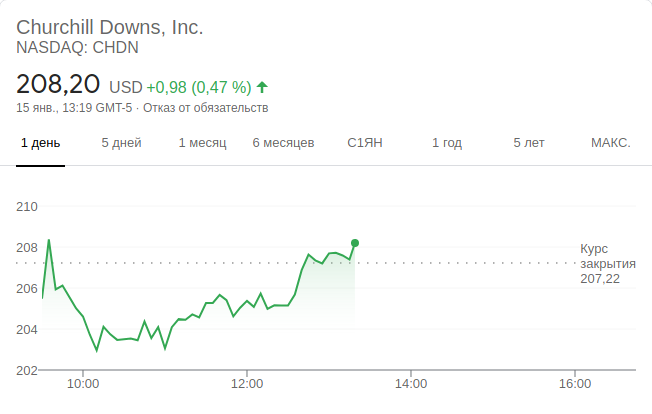 Churchill Downs, Inc.
NASDAQ: CHDN
208,20 USD +0,98 (0,47 %)
15 янв., 13:19 GMT-5 · Отказ от обязательств
1 день 5 дней 1 месяц 6 месяцев С1ЯН 1 год 5 лет МАКС.
210
208
206
204
202
Курс
закрытия
207,22
10:00 12:00 14:00 16:00